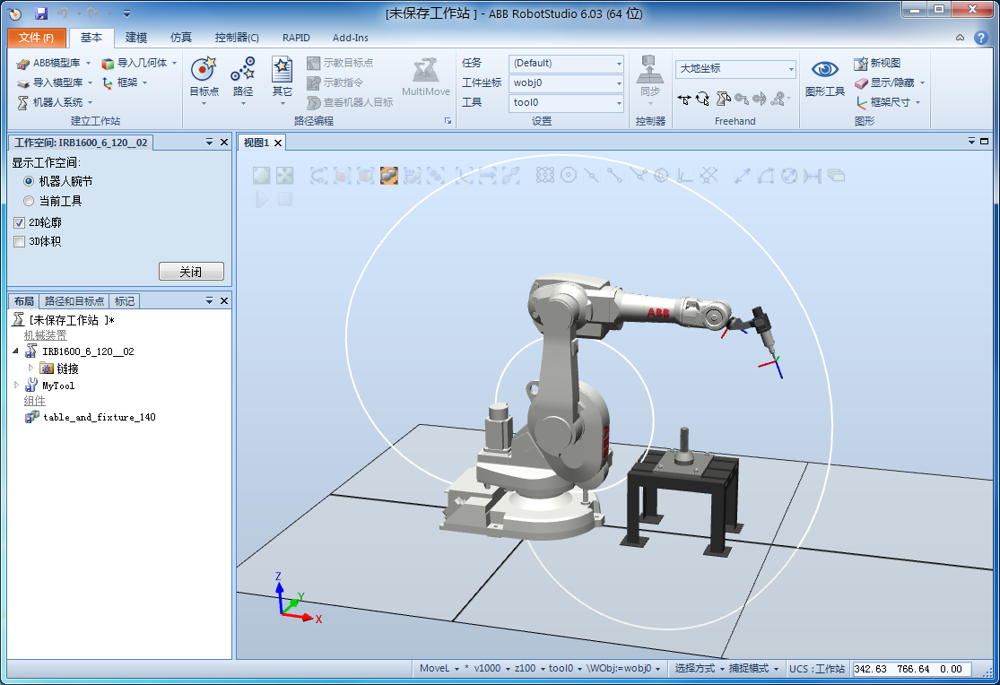 [未保存工作站 ] - ABB RobotStudio 6.03 (64 位)
文件(F) 基本 建模 仿真 控制器(C) RAPID Add-Ins
ABB模型库 导入几何体
导入模型库 框架
机器人系统
建立工作站
目标点 路径 其它
示教目标点
示教指令
查看机器人目标
MultiMove
路径编程
任务 (Default)
工件坐标 wobj0
工具 tool0
设置
同步
控制器
大地坐标
Freehand
图形工具
新视图
显示/隐藏
框架尺寸
图形
工作空间: IRB1600_6_120__02
显示工作空间:
机器人腕节
当前工具
2D轮廓
3D体积
关闭
布局 路径和目标点 标记
[未保存工作站 ]*
机械装置
IRB1600_6_120__02
链接
MyTool
组件
table_and_fixture_140
视图1
ABB
Z
Y
X
MoveL * v1000 z100 tool0 \WObj:=wobj0 选择方式 捕捉模式 UCS : 工作站 342.63 766.64 0.00